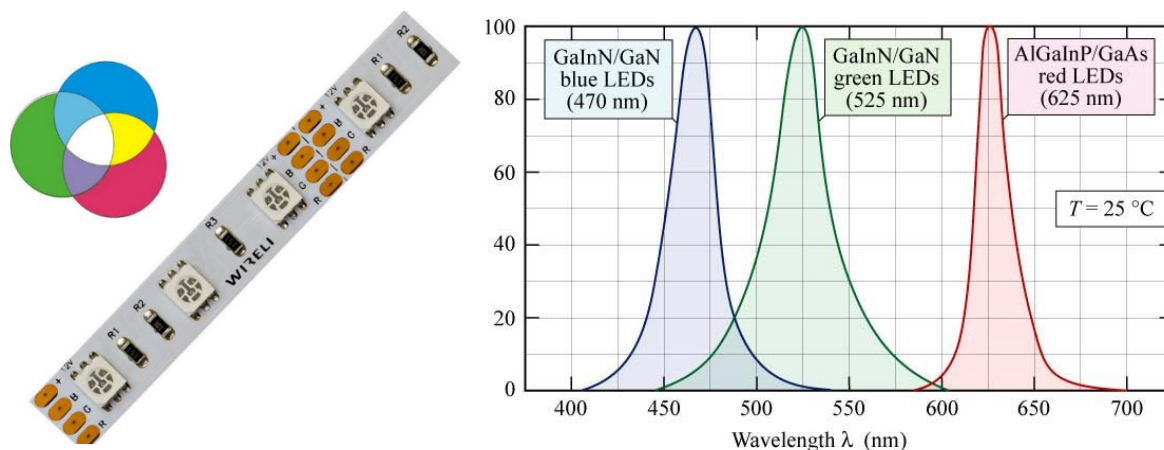 R2
R1
12V
+
B
G
R
12V
+
B
G
R
R3
WIRELI
R2
R1
12V
+
B
G
R
100
80
60
40
20
0
GaInN/GaN
blue LEDs
(470 nm)
GaInN/GaN
green LEDs
(525 nm)
AlGaInP/GaAs
red LEDs
(625 nm)
T = 25 °C
400 450 500 550 600 650 700
Wavelength λ (nm)